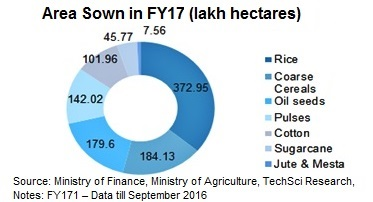 Area Sown in FY17 (lakh hectares)
7.56
45.77
101.96
372.95
142.02
179.6
184.13
Rice
Coarse
Cereals
Oil seeds
Pulses
Cotton
Sugarcane
Jute & Mesta
Source: Ministry of Finance, Ministry of Agriculture, TechSci Research,
Notes: FY171 – Data till September 2016